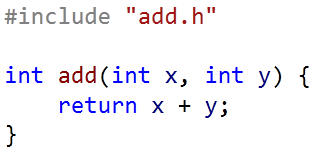 #include "add.h"

int add(int x, int y) {
    return x + y;
}